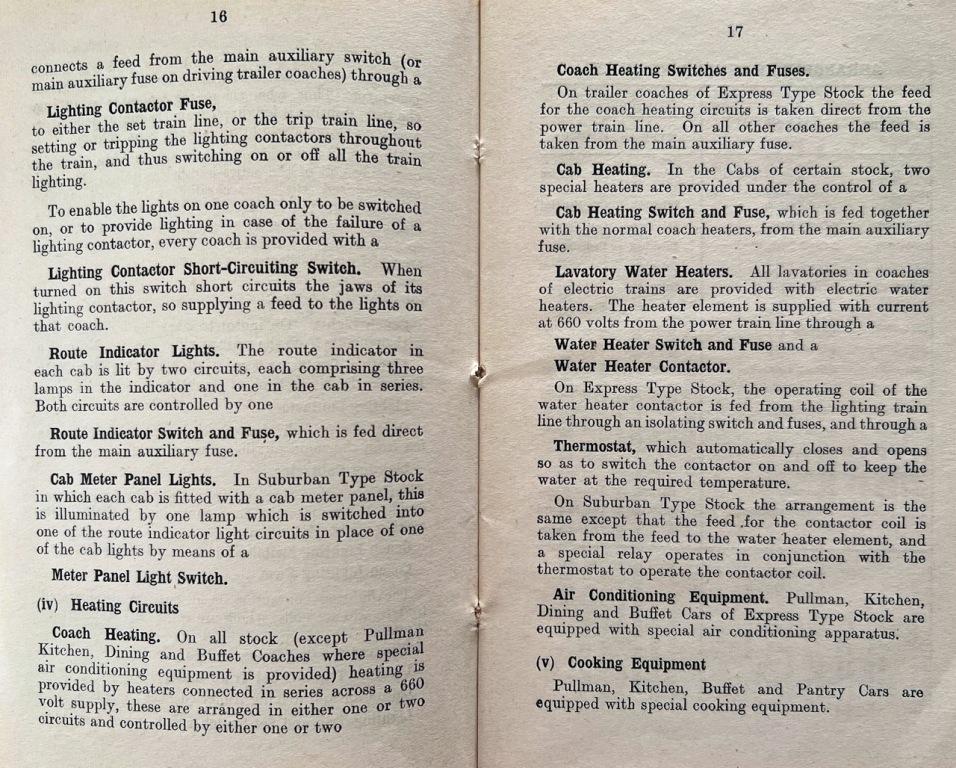 16
connects a feed from the main auxiliary switch (or
main auxiliary fuse on driving trailer coaches) through a
Lighting Contactor Fuse,
to either the set train line, or the trip train line, so
setting or tripping the lighting contactors throughout
the train, and thus switching on or off all the train
lighting.
To enable the lights on one coach only to be switched
on, or to provide lighting in case of the failure of a
lighting contactor, every coach is provided with a
Lighting Contactor Short-Circuiting Switch. When
turned on this switch short circuits the jaws of its
lighting contactor, so supplying a feed to the lights on
that coach.
Route Indicator Lights. The route indicator in
each cab is lit by two circuits, each comprising three
lamps in the indicator and one in the cab in series.
Both circuits are controlled by one
Route Indicator Switch and Fuse, which is fed direct
from the main auxiliary fuse.
Cab Meter Panel Lights. In Suburban Type Stock
in which each cab is fitted with a cab meter panel, this
is illuminated by one lamp which is switched into
one of the route indicator light circuits in place of one
of the cab lights by means of a
Meter Panel Light Switch.
(iv) Heating Circuits
Coach Heating. On all stock (except Pullman
Kitchen, Dining and Buffet Coaches where special
air conditioning equipment is provided) heating is
provided by heaters connected in series across a 660
volt supply, these are arranged in either one or two
circuits and controlled by either one or two
17
Coach Heating Switches and Fuses.
On trailer coaches of Express Type Stock the feed
for the coach heating circuits is taken direct from the
power train line. On all other coaches the feed is
taken from the main auxiliary fuse.
Cab Heating. In the Cabs of certain stock, two
special heaters are provided under the control of a
Cab Heating Switch and Fuse, which is fed together
with the normal coach heaters, from the main auxiliary
fuse.
Lavatory Water Heaters. All lavatories in coaches
of electric trains are provided with electric water
heaters. The heater element is supplied with current
at 660 volts from the power train line through a
Water Heater Switch and Fuse and a
Water Heater Contactor.
On Express Type Stock, the operating coil of the
water heater contactor is fed from the lighting train
line through an isolating switch and fuses, and through a
Thermostat, which automatically closes and opens
so as to switch the contactor on and off to keep the
water at the required temperature.
On Suburban Type Stock the arrangement is the
same except that the feed for the contactor coil is
taken from the feed to the water heater element, and
a special relay operates in conjunction with the
thermostat to operate the contactor coil.
Air Conditioning Equipment. Pullman, Kitchen,
Dining and Buffet Cars of Express Type Stock are
equipped with special air conditioning apparatus.
(v) Cooking Equipment
Pullman, Kitchen, Buffet and Pantry Cars are
equipped with special cooking equipment.